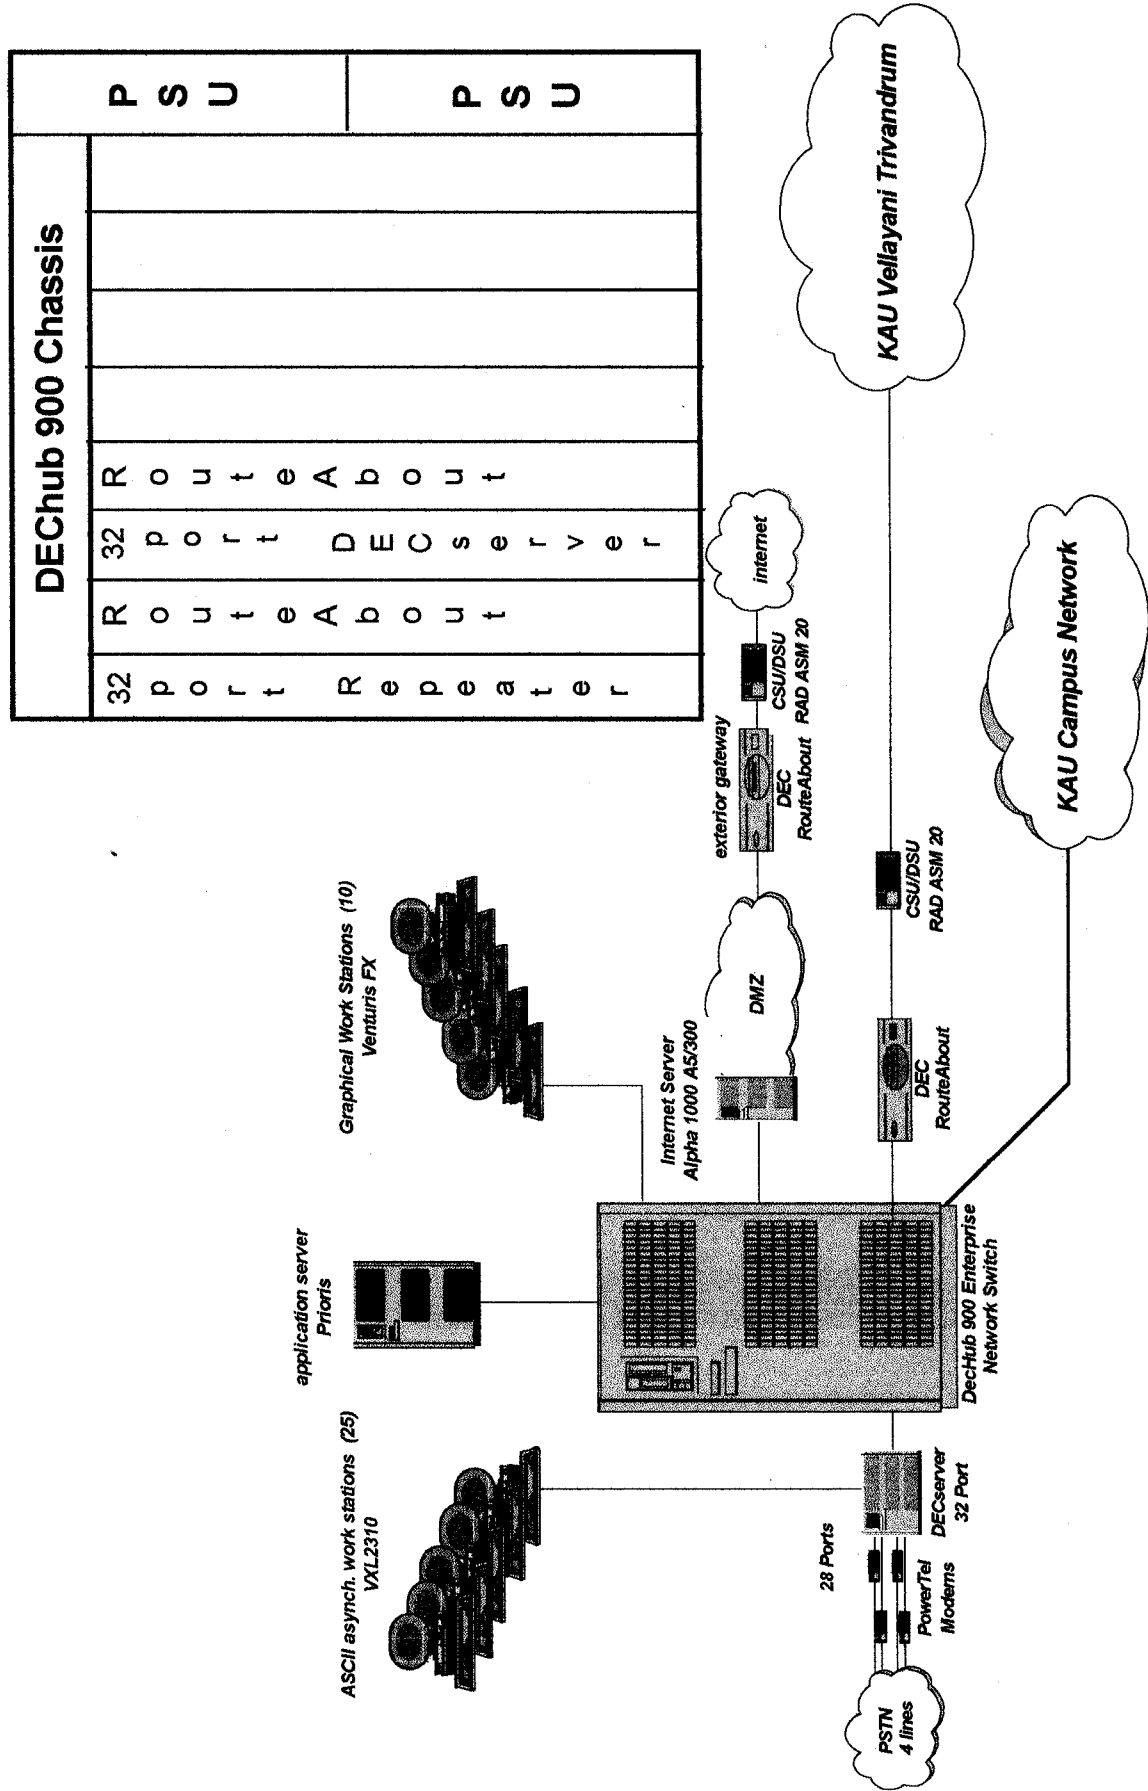 DEChub 900 Chassis
32 port Repeater
RouteAbout
32 port DECserver
RouteAbout
PSU
PSU
ASCII asynch. work stations (25)
VXL2310
application server
Prioris
Graphical Work Stations (10)
Venturis FX
Internet Server
Alpha 1000 A5/300
DMZ
exterior gateway
DEC
RouteAbout
CSU/DSU
RAD ASM 20
internet
28 Ports
PSTN
4 lines
PowerTel
Modems
DECserver
32 Port
DecHub 900 Enterprise
Network Switch
DEC
RouteAbout
CSU/DSU
RAD ASM 20
KAU Vellayani Trivandrum
KAU Campus Network